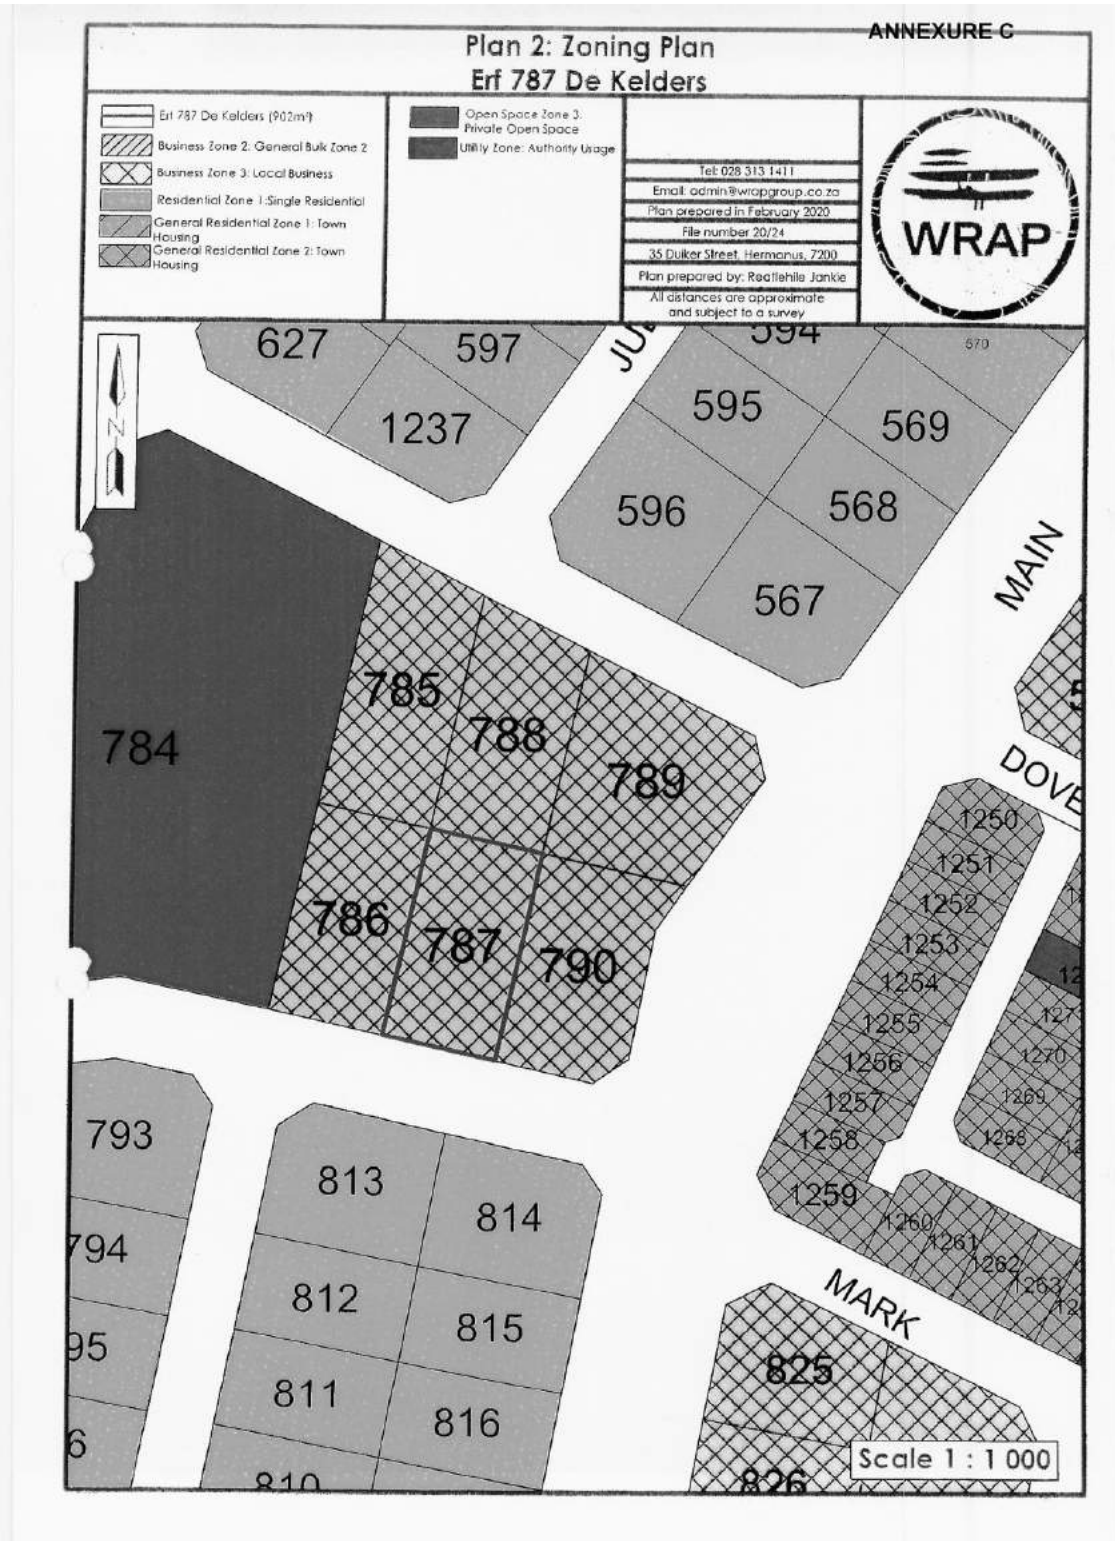 ANNEXURE C
Plan 2: Zoning Plan
Erf 787 De Kelders
Erf 787 De Kelders (902m²)
Business Zone 2: General Bulk Zone 2
Business Zone 3: Local Business
Residential Zone 1:Single Residential
General Residential Zone 1: Town
Housing
General Residential Zone 2: Town
Housing
Open Space Zone 3:
Private Open Space
Utility Zone: Authority Usage
Tel: 028 313 1411
Email: admin@wrapgroup.co.za
Plan prepared in February 2020
File number 20/24
35 Duiker Street, Hermanus, 7200
Plan prepared by: Reatlehile Jankie
All distances are approximate
and subject to a survey
WRAP
N
627
597
594
570
595
1237
569
596
568
MAIN
567
785
784
788
789
DOVE
1250
1251
1252
786
787
1253
790
1254
1255
1271
1256
1270
1257
1269
1258
1268
793
813
1259
814
1260
1261
794
1262
1263
812
MARK
815
95
825
811
816
6
Scale 1 : 1 000
810
826